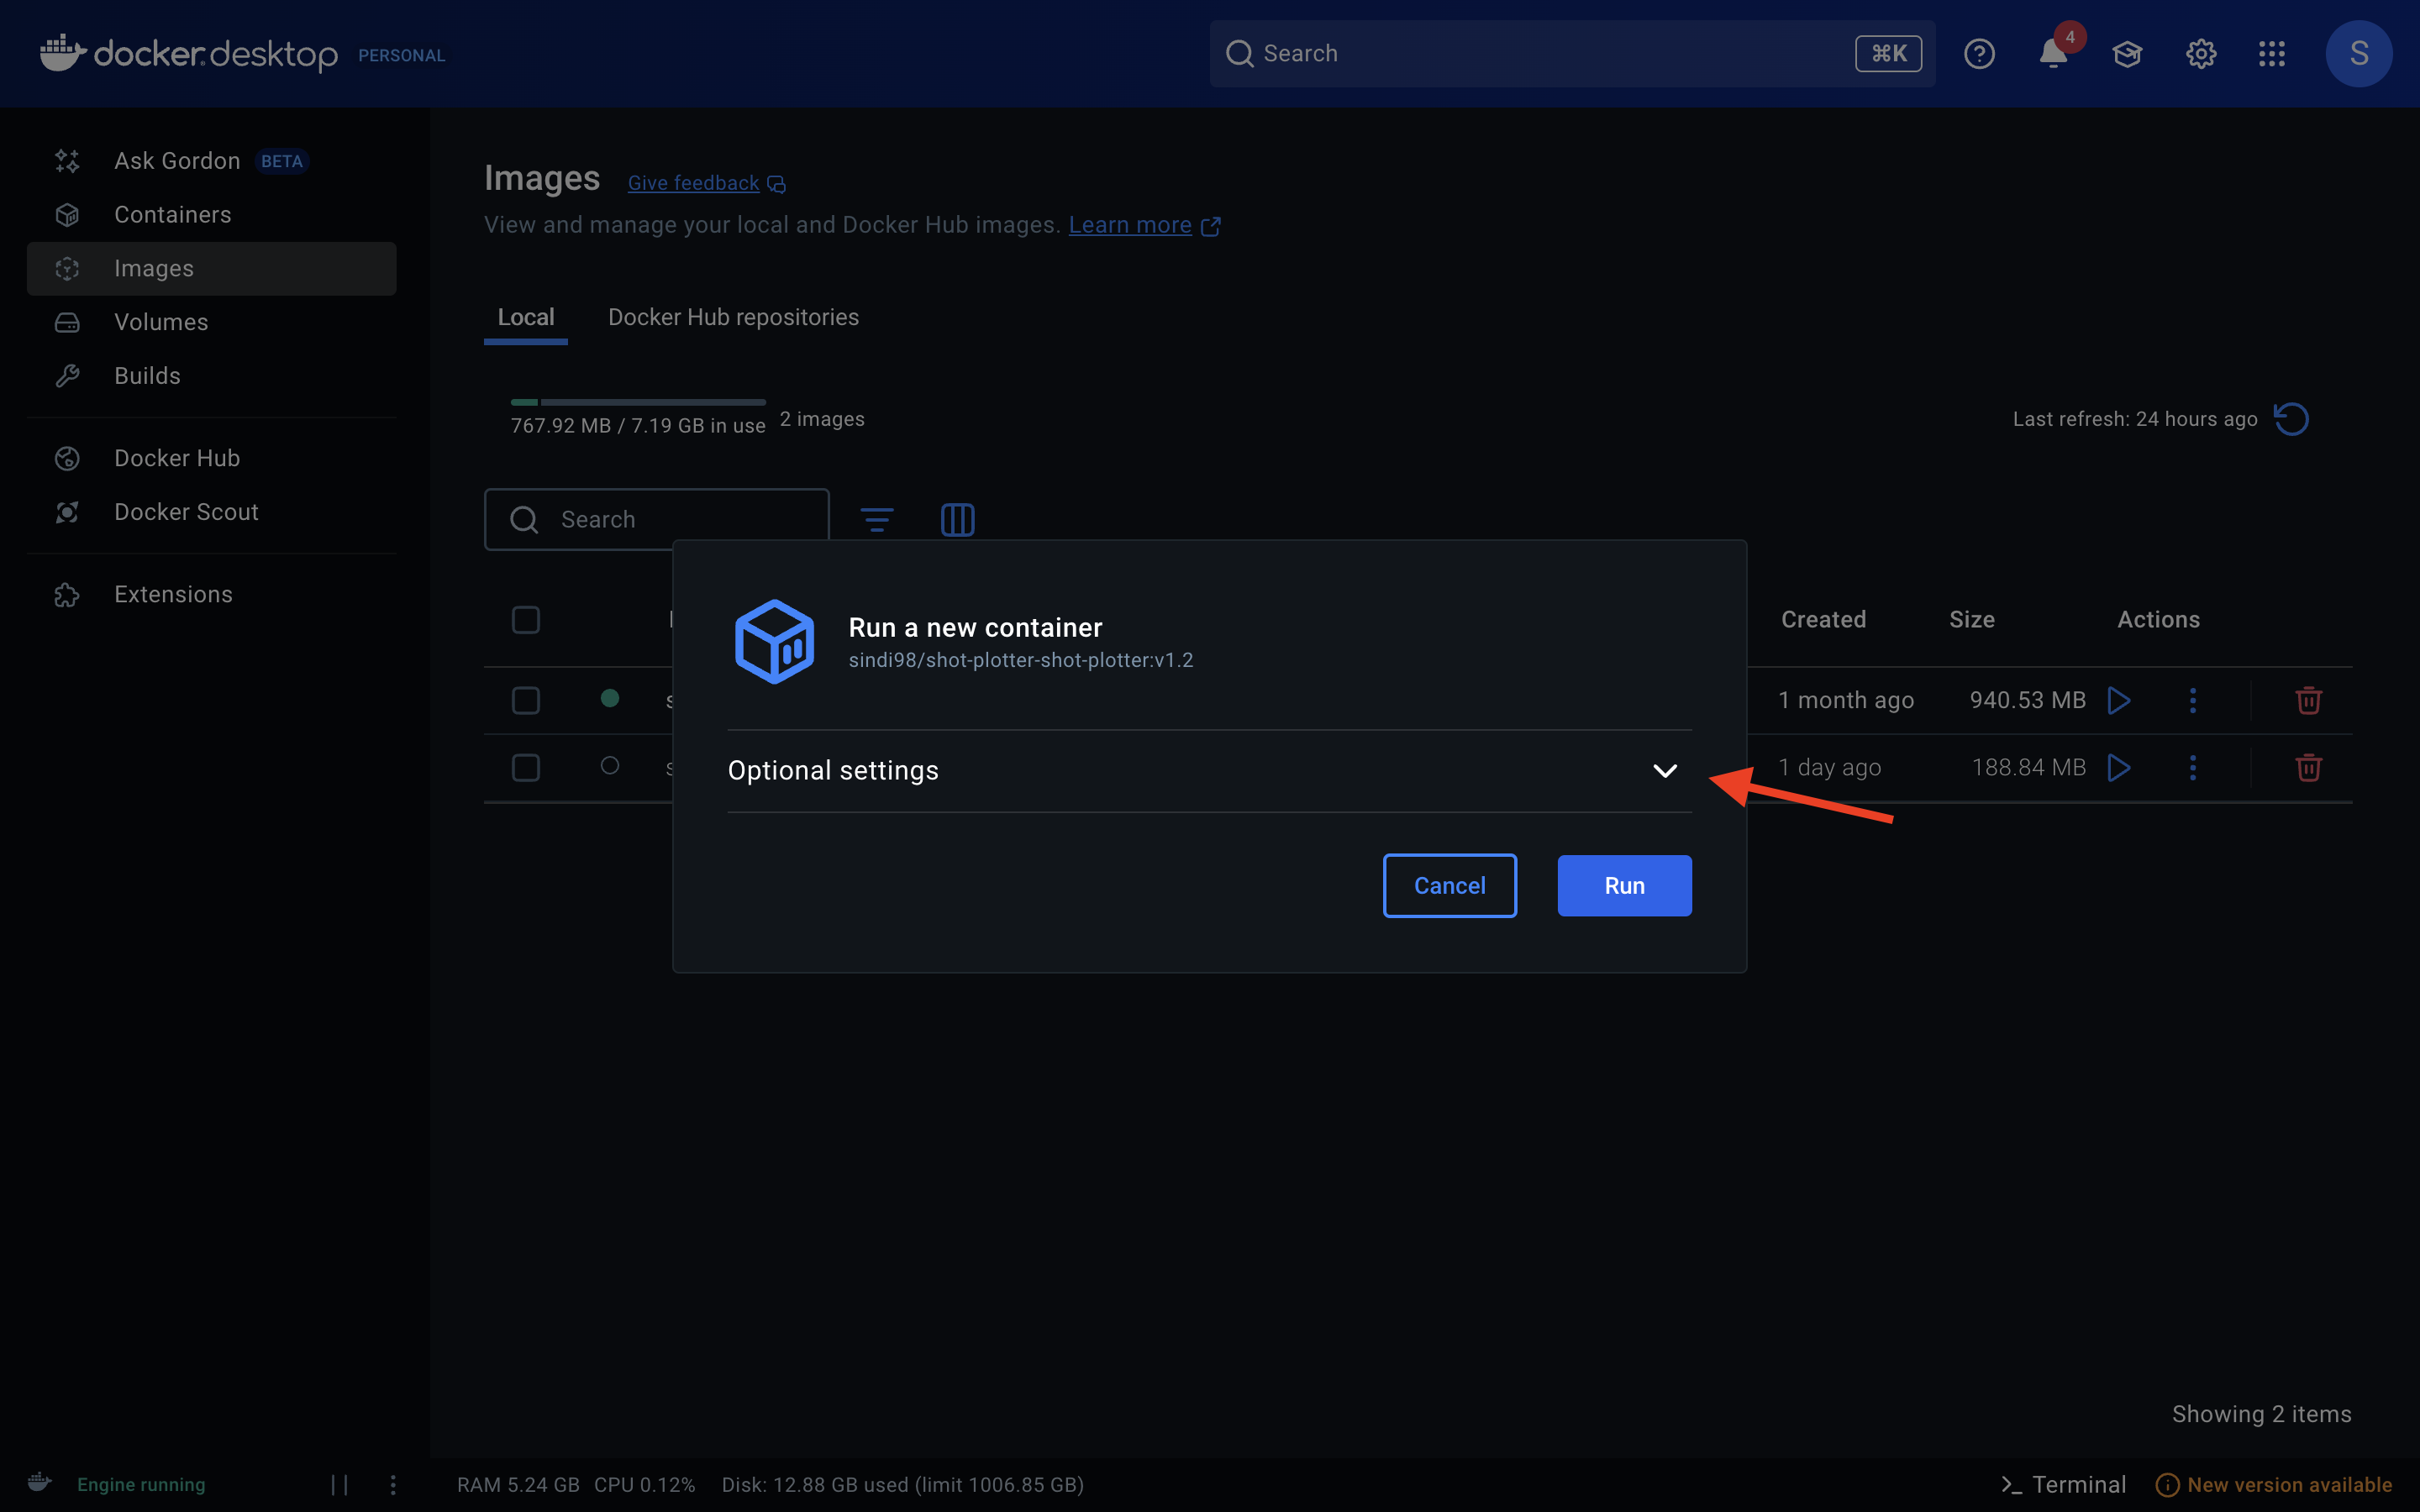 docker.desktop PERSONAL
Search
⌘K
4
S
Ask Gordon BETA
Containers
Images
Volumes
Builds
Docker Hub
Docker Scout
Extensions
Images Give feedback
View and manage your local and Docker Hub images. Learn more
Local Docker Hub repositories
767.92 MB / 7.19 GB in use 2 images
Last refresh: 24 hours ago
Search
Created Size Actions
1 month ago 940.53 MB
1 day ago 188.84 MB
Run a new container
sindi98/shot-plotter-shot-plotter:v1.2
Optional settings
Cancel Run
Showing 2 items
Engine running
RAM 5.24 GB CPU 0.12% Disk: 12.88 GB used (limit 1006.85 GB)
Terminal New version available